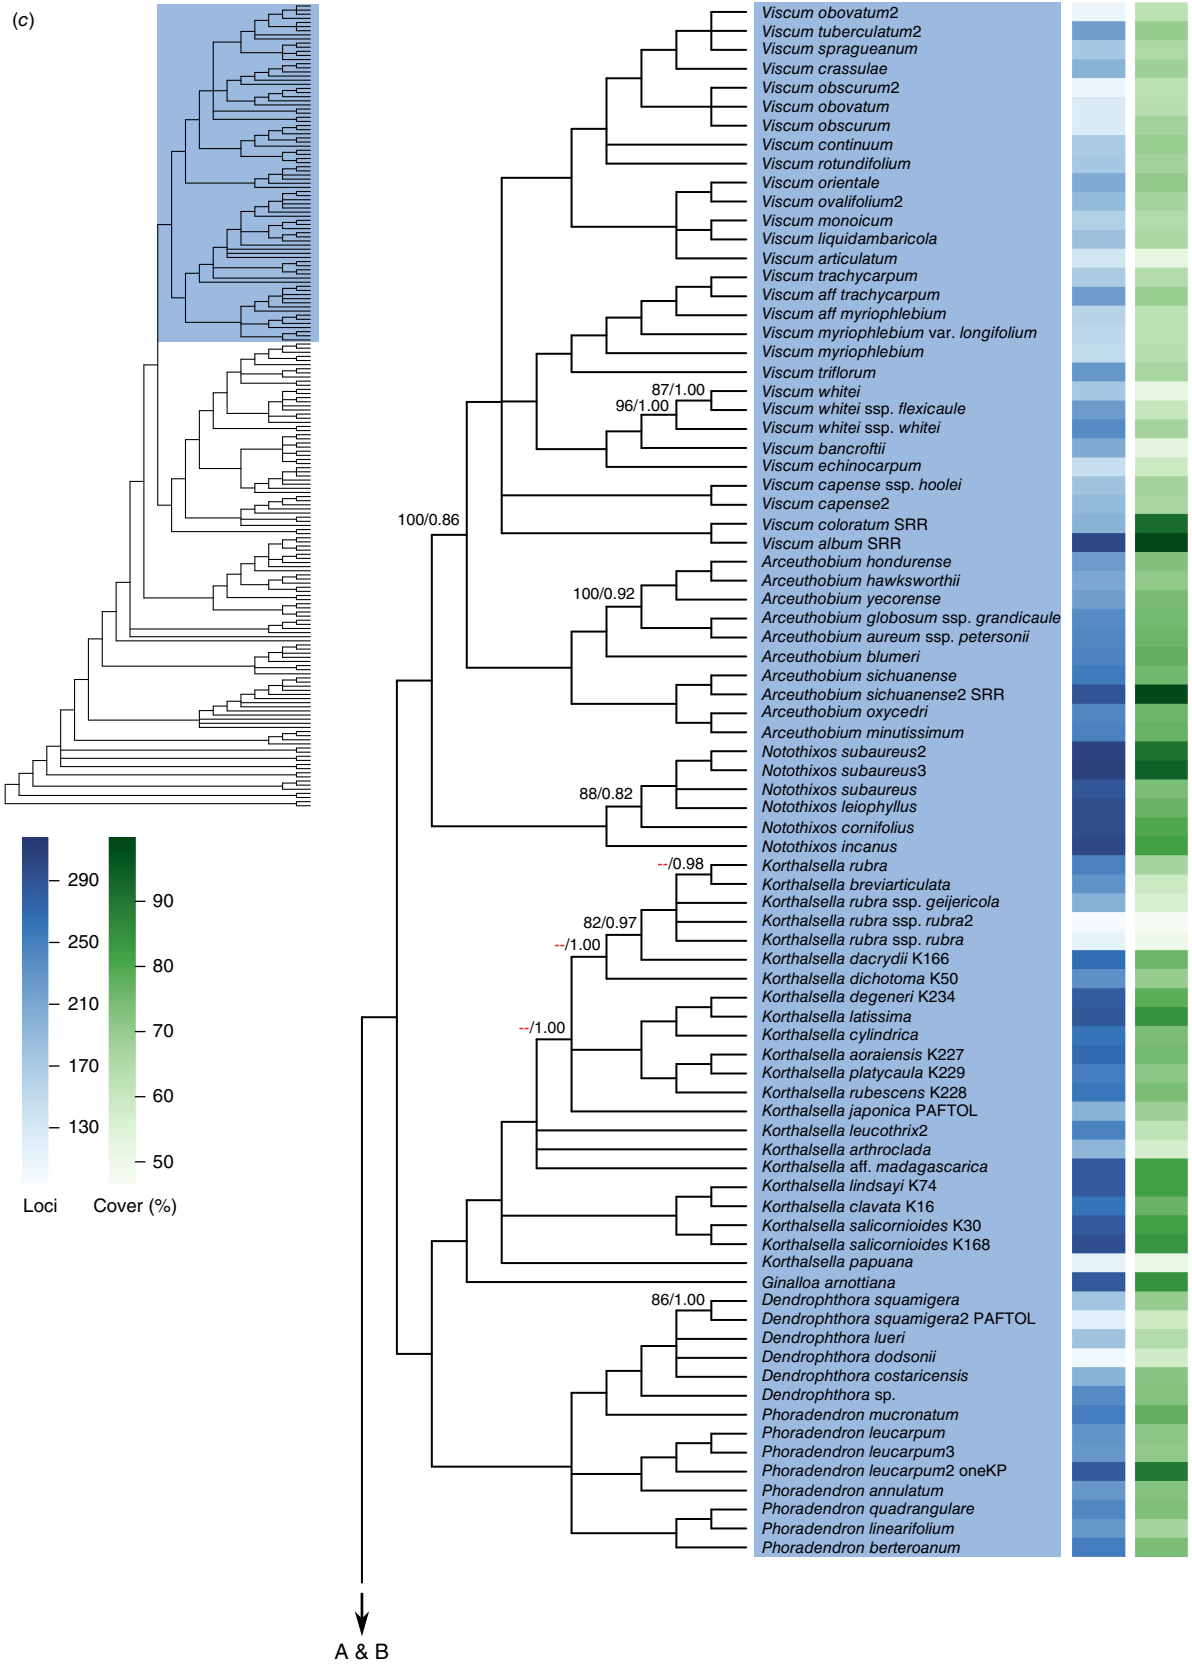 (c)
Viscum obovatum2
Viscum tuberculatum2
Viscum spragueanum
Viscum crassulae
Viscum obscurum2
Viscum obovatum
Viscum obscurum
Viscum continuum
Viscum rotundifolium
Viscum orientale
Viscum ovalifolium2
Viscum monoicum
Viscum liquidambaricola
Viscum articulatum
Viscum trachycarpum
Viscum aff trachycarpum
Viscum aff myriophlebium
Viscum myriophlebium var. longifolium
Viscum myriophlebium
Viscum triflorum
87/1.00
Viscum whitei
96/1.00
Viscum whitei ssp. flexicaule
Viscum whitei ssp. whitei
Viscum bancroftii
Viscum echinocarpum
Viscum capense ssp. hoolei
Viscum capense2
100/0.86
Viscum coloratum SRR
Viscum album SRR
Arceuthobium hondurense
Arceuthobium hawksworthii
100/0.92
Arceuthobium yecorense
Arceuthobium globosum ssp. grandicaule
Arceuthobium aureum ssp. petersonii
Arceuthobium blumeri
Arceuthobium sichuanense
Arceuthobium sichuanense2 SRR
Arceuthobium oxycedri
Arceuthobium minutissimum
Notothixos subaureus2
Notothixos subaureus3
Notothixos subaureus
88/0.82
Notothixos leiophyllus
Notothixos cornifolius
Notothixos incanus
--/0.98
Korthalsella rubra
Korthalsella breviarticulata
Korthalsella rubra ssp. geijericola
82/0.97
Korthalsella rubra ssp. rubra2
--/1.00
Korthalsella rubra ssp. rubra
Korthalsella dacrydii K166
Korthalsella dichotoma K50
Korthalsella degeneri K234
Korthalsella latissima
--/1.00
Korthalsella cylindrica
Korthalsella aoraiensis K227
Korthalsella platycaula K229
Korthalsella rubescens K228
Korthalsella japonica PAFTOL
Korthalsella leucothrix2
Korthalsella arthroclada
Korthalsella aff. madagascarica
Korthalsella lindsayi K74
Korthalsella clavata K16
Korthalsella salicornioides K30
Korthalsella salicornioides K168
Korthalsella papuana
Ginalloa arnottiana
86/1.00
Dendrophthora squamigera
Dendrophthora squamigera2 PAFTOL
Dendrophthora lueri
Dendrophthora dodsonii
Dendrophthora costaricensis
Dendrophthora sp.
Phoradendron mucronatum
Phoradendron leucarpum
Phoradendron leucarpum3
Phoradendron leucarpum2 oneKP
Phoradendron annulatum
Phoradendron quadrangulare
Phoradendron linearifolium
Phoradendron berteroanum
290
250
210
170
130
Loci
90
80
70
60
50
Cover (%)
A & B